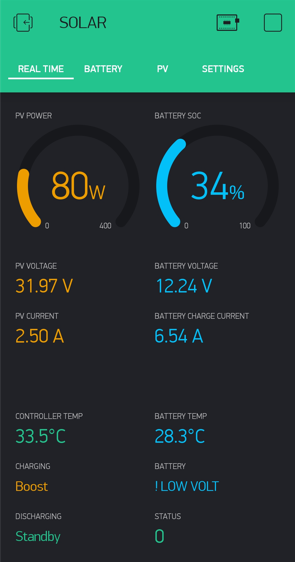 SOLAR
REAL TIME BATTERY PV SETTINGS
PV POWER BATTERY SOC
80W 34%
0 400 0 100
PV VOLTAGE BATTERY VOLTAGE
31.97 V 12.24 V
PV CURRENT BATTERY CHARGE CURRENT
2.50 A 6.54 A
CONTROLLER TEMP BATTERY TEMP
33.5°C 28.3°C
CHARGING BATTERY
Boost ! LOW VOLT
DISCHARGING STATUS
Standby 0